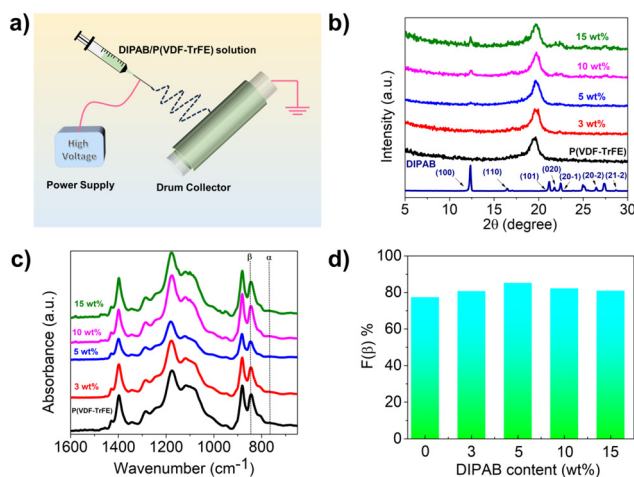 a)
DIPAB/P(VDF-TrFE) solution
High
Voltage
Power Supply
Drum Collector
b)
Intensity (a.u.)
15 wt%
10 wt%
5 wt%
3 wt%
P(VDF-TrFE)
DIPAB
(100)
(110)
(101)
(020)
(20-1)
(20-2)
(21-2)
5 10 15 20 25 30
2θ (degree)
c)
Absorbance (a.u.)
β
α
15 wt%
10 wt%
5 wt%
3 wt%
P(VDF-TrFE)
1600 1400 1200 1000 800
Wavenumber (cm-1)
d)
F(β) %
100
80
60
40
20
0
0 3 5 10 15
DIPAB content (wt%)